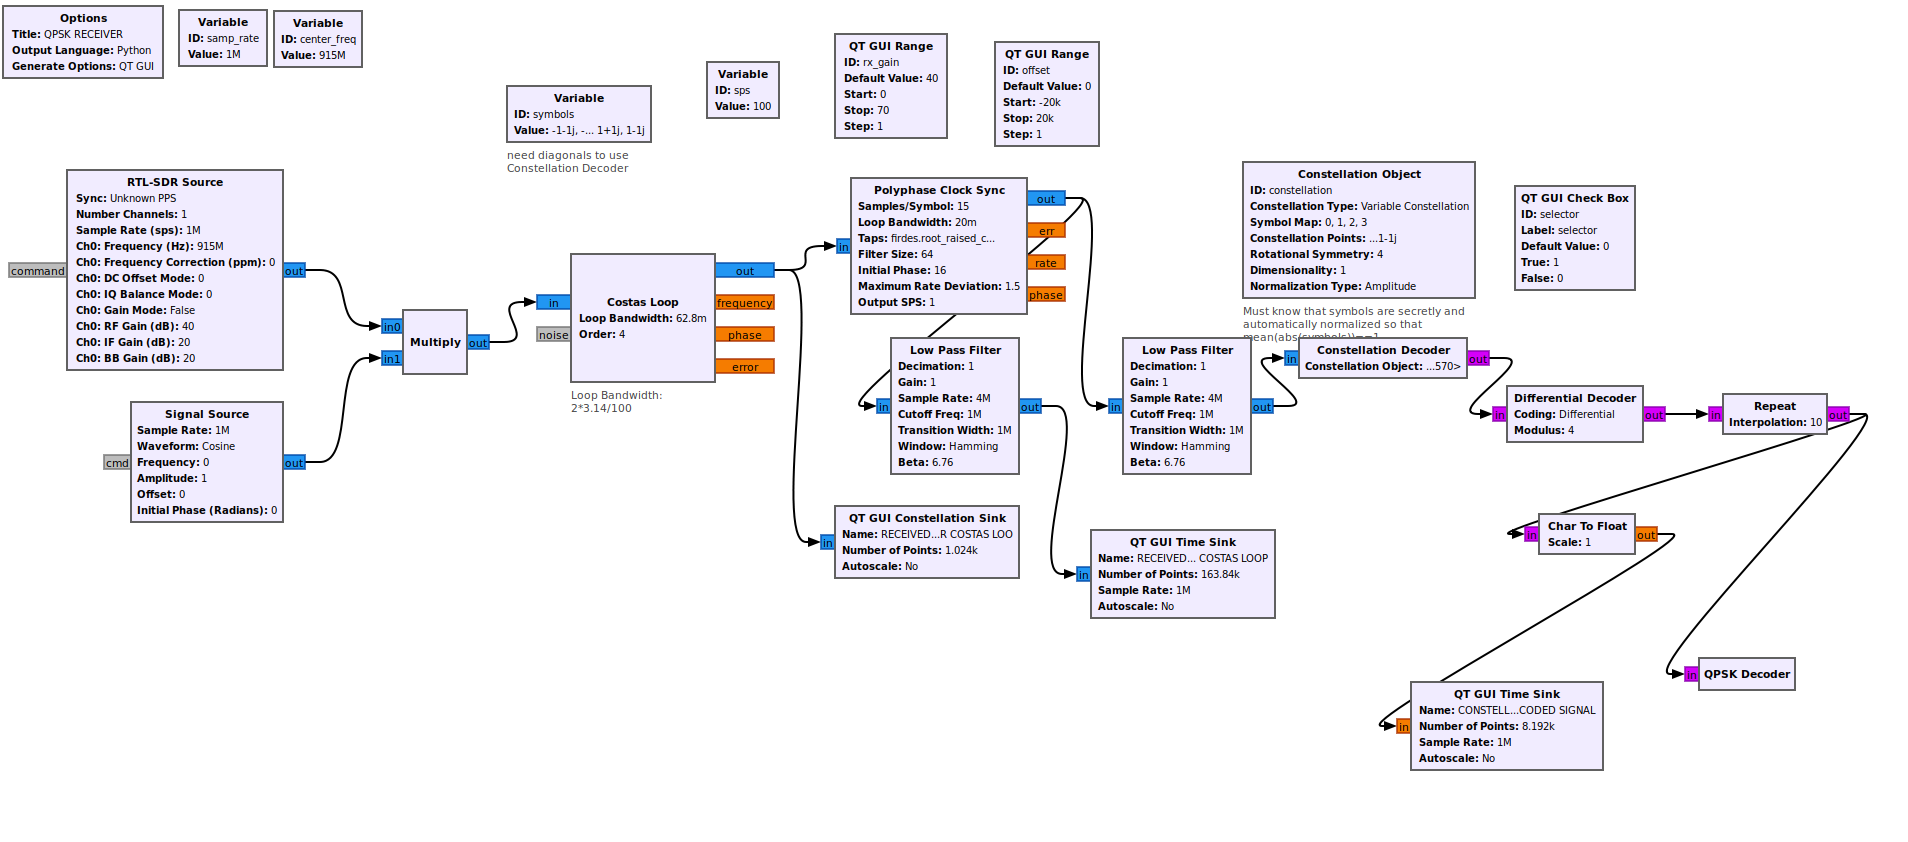 Options
Title: QPSK RECEIVER
Output Language: Python
Generate Options: QT GUI
Variable
ID: samp_rate
Value: 1M
Variable
ID: center_freq
Value: 915M
Variable
ID: symbols
Value: -1-1j, -... 1+1j, 1-1j
need diagonals to use
Constellation Decoder
Variable
ID: sps
Value: 100
QT GUI Range
ID: rx_gain
Default Value: 40
Start: 0
Stop: 70
Step: 1
QT GUI Range
ID: offset
Default Value: 0
Start: -20k
Stop: 20k
Step: 1
RTL-SDR Source
Sync: Unknown PPS
Number Channels: 1
Sample Rate (sps): 1M
Ch0: Frequency (Hz): 915M
Ch0: Frequency Correction (ppm): 0
Ch0: DC Offset Mode: 0
Ch0: IQ Balance Mode: 0
Ch0: Gain Mode: False
Ch0: RF Gain (dB): 40
Ch0: IF Gain (dB): 20
Ch0: BB Gain (dB): 20
command
out
Signal Source
Sample Rate: 1M
Waveform: Cosine
Frequency: 0
Amplitude: 1
Offset: 0
Initial Phase (Radians): 0
cmd
out
in0
in1
Multiply
out
in
noise
Costas Loop
Loop Bandwidth: 62.8m
Order: 4
out
frequency
phase
error
Loop Bandwidth:
2*3.14/100
Polyphase Clock Sync
Samples/Symbol: 15
Loop Bandwidth: 20m
Taps: firdes.root_raised_c...
Filter Size: 64
Initial Phase: 16
Maximum Rate Deviation: 1.5
Output SPS: 1
in
out
err
rate
phase
Constellation Object
ID: constellation
Constellation Type: Variable Constellation
Symbol Map: 0, 1, 2, 3
Constellation Points: ...1-1j
Rotational Symmetry: 4
Dimensionality: 1
Normalization Type: Amplitude
Must know that symbols are secretly and
automatically normalized so that
mean(abs(symbols))==1
QT GUI Check Box
ID: selector
Label: selector
Default Value: 0
True: 1
False: 0
Low Pass Filter
Decimation: 1
Gain: 1
Sample Rate: 4M
Cutoff Freq: 1M
Transition Width: 1M
Window: Hamming
Beta: 6.76
in
out
Low Pass Filter
Decimation: 1
Gain: 1
Sample Rate: 4M
Cutoff Freq: 1M
Transition Width: 1M
Window: Hamming
Beta: 6.76
in
out
Constellation Decoder
Constellation Object: ...570>
in
out
Differential Decoder
Coding: Differential
Modulus: 4
in
out
Repeat
Interpolation: 10
in
out
QT GUI Constellation Sink
Name: RECEIVED...R COSTAS LOO
Number of Points: 1.024k
Autoscale: No
in
QT GUI Time Sink
Name: RECEIVED... COSTAS LOOP
Number of Points: 163.84k
Sample Rate: 1M
Autoscale: No
in
Char To Float
Scale: 1
in
out
QPSK Decoder
in
QT GUI Time Sink
Name: CONSTELL...CODED SIGNAL
Number of Points: 8.192k
Sample Rate: 1M
Autoscale: No
in